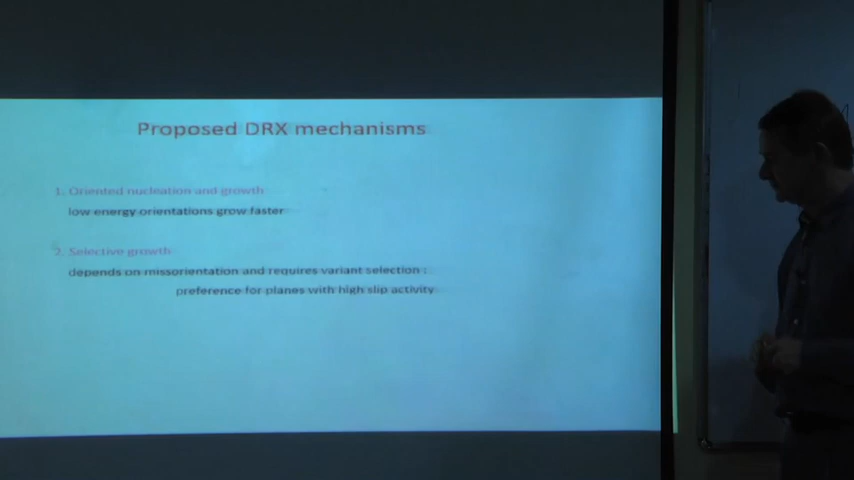 Proposed DRX mechanisms
1. Oriented nucleation and growth
low energy orientations grow faster
2. Selective growth
depends on missorientation and requires variant selection :
preference for planes with high slip activity